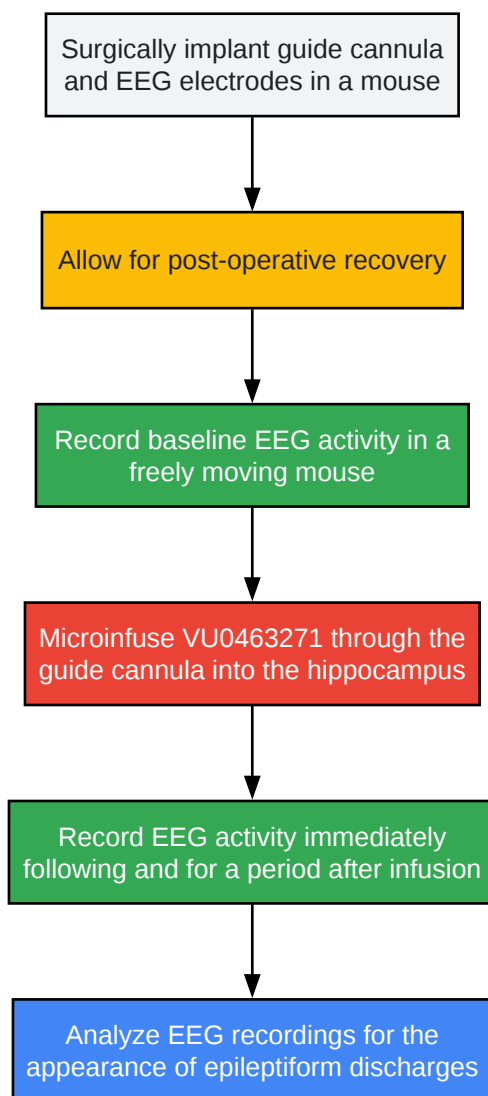 Surgically implant guide cannula
and EEG electrodes in a mouse
Allow for post-operative recovery
Record baseline EEG activity in a
freely moving mouse
Microinfuse VU0463271 through the
guide cannula into the hippocampus
Record EEG activity immediately
following and for a period after infusion
Analyze EEG recordings for the
appearance of epileptiform discharges